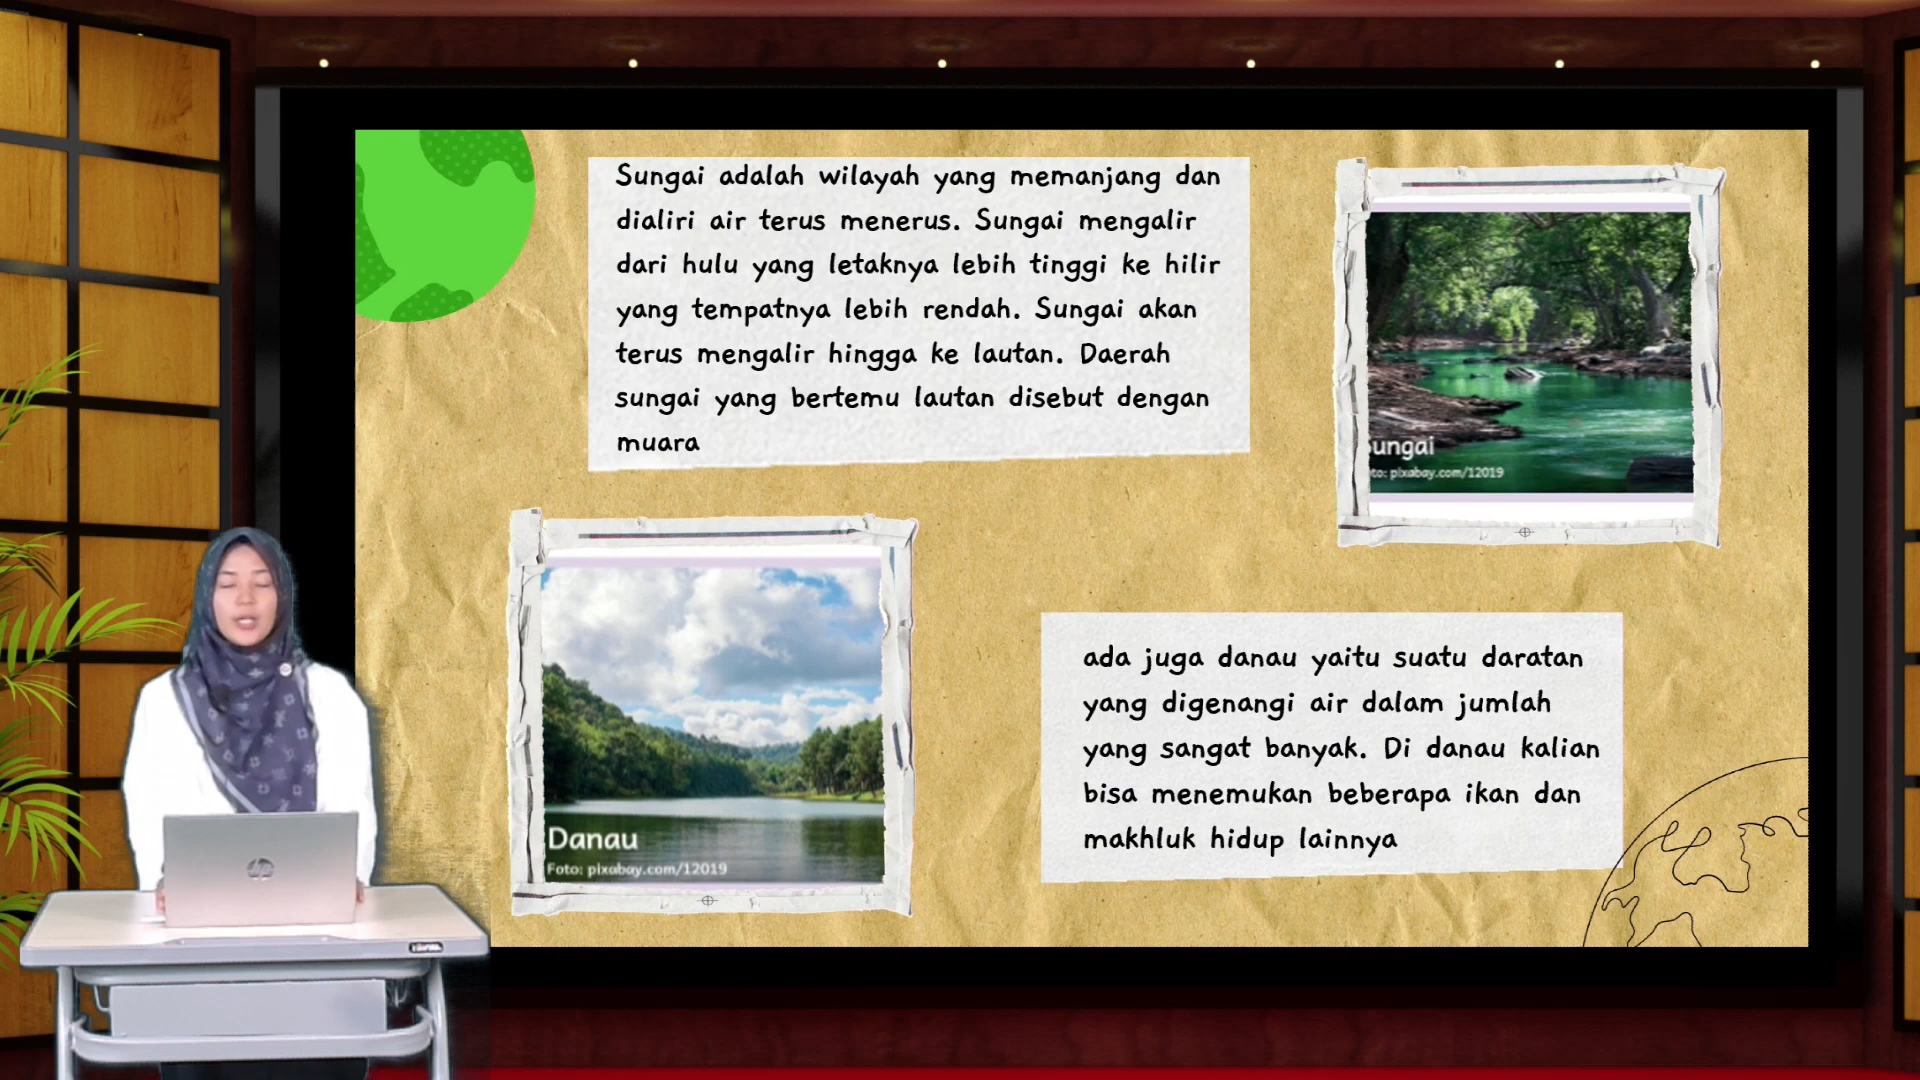 Sungai adalah wilayah yang memanjang dan
dialiri air terus menerus. Sungai mengalir
dari hulu yang letaknya lebih tinggi ke hilir
yang tempatnya lebih rendah. Sungai akan
terus mengalir hingga ke lautan. Daerah
sungai yang bertemu lautan disebut dengan
muara
ungai
to: pixabay.com/12019
Danau
Foto: pixabay.com/12019
ada juga danau yaitu suatu daratan
yang digenangi air dalam jumlah
yang sangat banyak. Di danau kalian
bisa menemukan beberapa ikan dan
makhluk hidup lainnya
hp